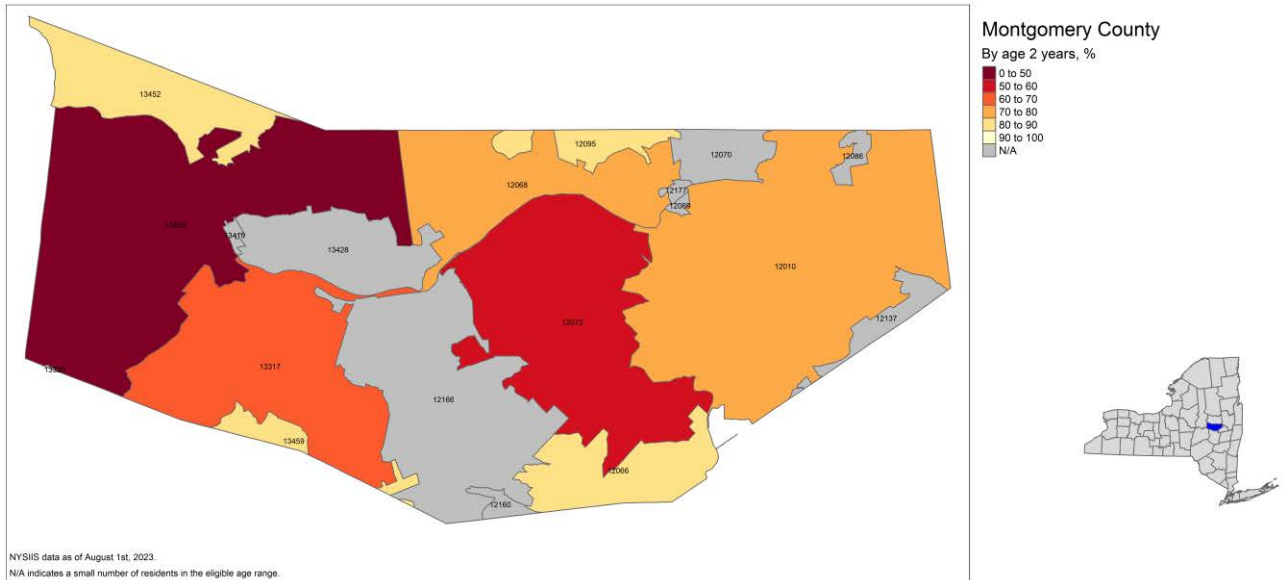 Montgomery County
By age 2 years, %
0 to 50
50 to 60
60 to 70
70 to 80
80 to 90
90 to 100
N/A
13452
12095
12070
12086
12068
12177
12069
13410
13428
12010
12137
12072
13317
12166
13459
12066
12160
NYSIIS data as of August 1st, 2023.
N/A indicates a small number of residents in the eligible age range.